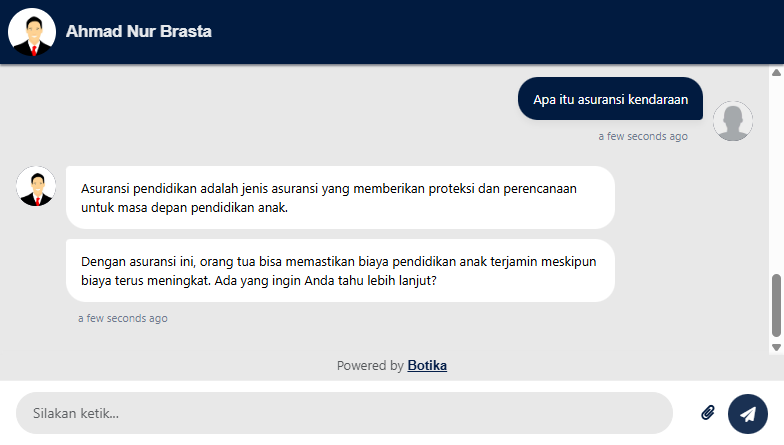 Ahmad Nur Brasta
Apa itu asuransi kendaraan
a few seconds ago
Asuransi pendidikan adalah jenis asuransi yang memberikan proteksi dan perencanaan
untuk masa depan pendidikan anak.
Dengan asuransi ini, orang tua bisa memastikan biaya pendidikan anak terjamin meskipun
biaya terus meningkat. Ada yang ingin Anda tahu lebih lanjut?
a few seconds ago
Powered by Botika
Silakan ketik...